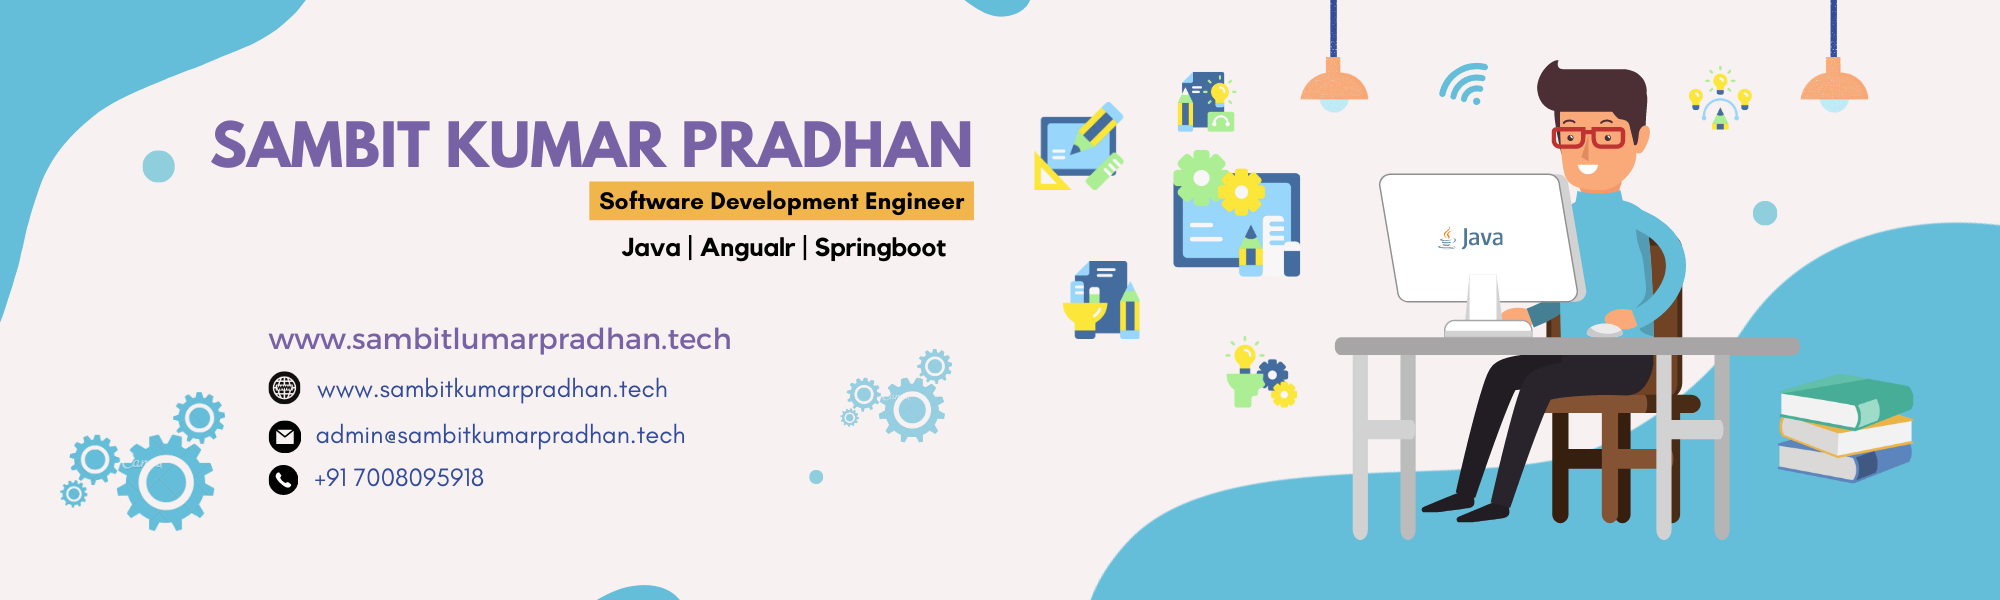 SAMBIT KUMAR PRADHAN
Software Development Engineer
Java | Angualr | Springboot
www.sambitlumarpradhan.tech
www.sambitkumarpradhan.tech
admin@sambitkumarpradhan.tech
+91 7008095918
Java
Canva